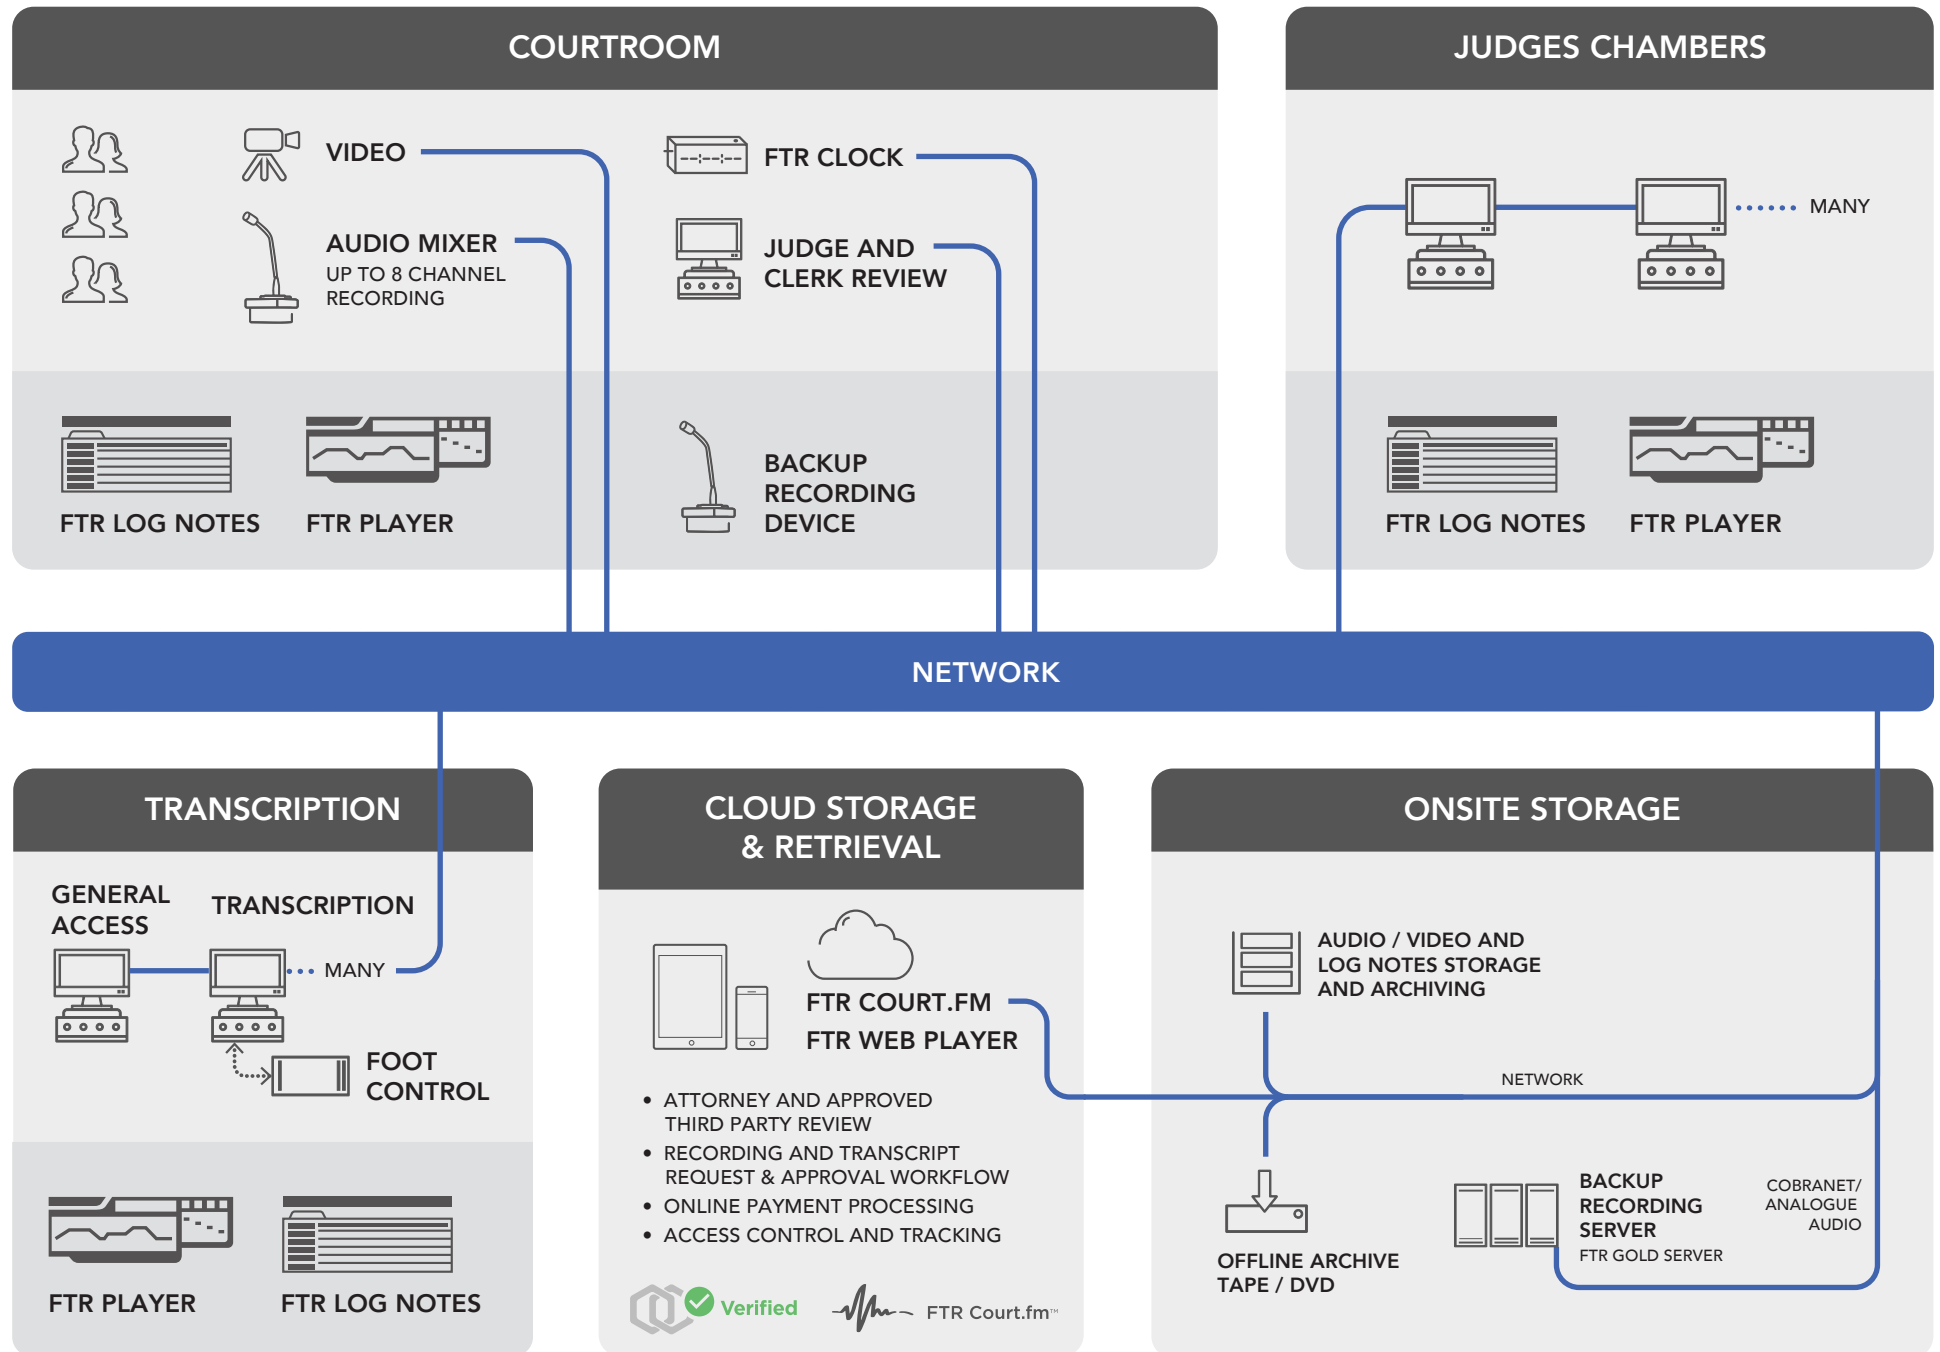 COURTROOM
VIDEO
AUDIO MIXER
UP TO 8 CHANNEL
RECORDING
FTR CLOCK
JUDGE AND
CLERK REVIEW
FTR LOG NOTES
FTR PLAYER
BACKUP
RECORDING
DEVICE
JUDGES CHAMBERS
MANY
FTR LOG NOTES
FTR PLAYER
NETWORK
TRANSCRIPTION
GENERAL
ACCESS
TRANSCRIPTION
MANY
FOOT
CONTROL
FTR PLAYER
FTR LOG NOTES
CLOUD STORAGE
& RETRIEVAL
FTR COURT.FM
FTR WEB PLAYER
• ATTORNEY AND APPROVED
THIRD PARTY REVIEW
• RECORDING AND TRANSCRIPT
REQUEST & APPROVAL WORKFLOW
• ONLINE PAYMENT PROCESSING
• ACCESS CONTROL AND TRACKING
Verified
FTR Court.fm™
ONSITE STORAGE
AUDIO / VIDEO AND
LOG NOTES STORAGE
AND ARCHIVING
NETWORK
OFFLINE ARCHIVE
TAPE / DVD
BACKUP
RECORDING
SERVER
FTR GOLD SERVER
COBRANET/
ANALOGUE
AUDIO